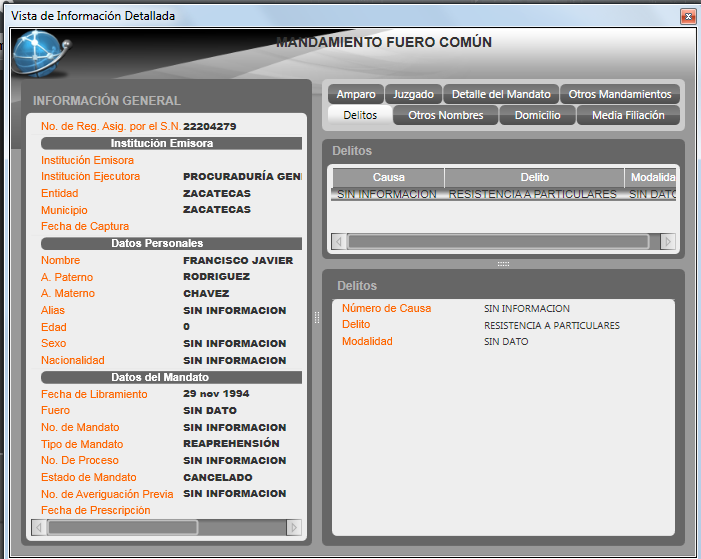 Vista de Información Detallada
MANDAMIENTO FUERO COMÚN
INFORMACIÓN GENERAL
No. de Reg. Asig. por el S.N. 22204279
Institución Emisora
Institución Emisora
Institución Ejecutora PROCURADURÍA GEN
Entidad ZACATECAS
Municipio ZACATECAS
Fecha de Captura
Datos Personales
Nombre FRANCISCO JAVIER
A. Paterno RODRIGUEZ
A. Materno CHAVEZ
Alias SIN INFORMACION
Edad 0
Sexo SIN INFORMACION
Nacionalidad SIN INFORMACION
Datos del Mandato
Fecha de Libramiento 29 nov 1994
Fuero SIN DATO
No. de Mandato SIN INFORMACION
Tipo de Mandato REAPREHENSIÓN
No. De Proceso SIN INFORMACION
Estado de Mandato CANCELADO
No. de Averiguación Previa SIN INFORMACION
Fecha de Prescripción
Amparo Juzgado Detalle del Mandato Otros Mandamientos
Delitos Otros Nombres Domicilio Media Filiación
Delitos
Causa Delito Modalida
SIN INFORMACION RESISTENCIA A PARTICULARES SIN DATO
Delitos
Número de Causa SIN INFORMACION
Delito RESISTENCIA A PARTICULARES
Modalidad SIN DATO